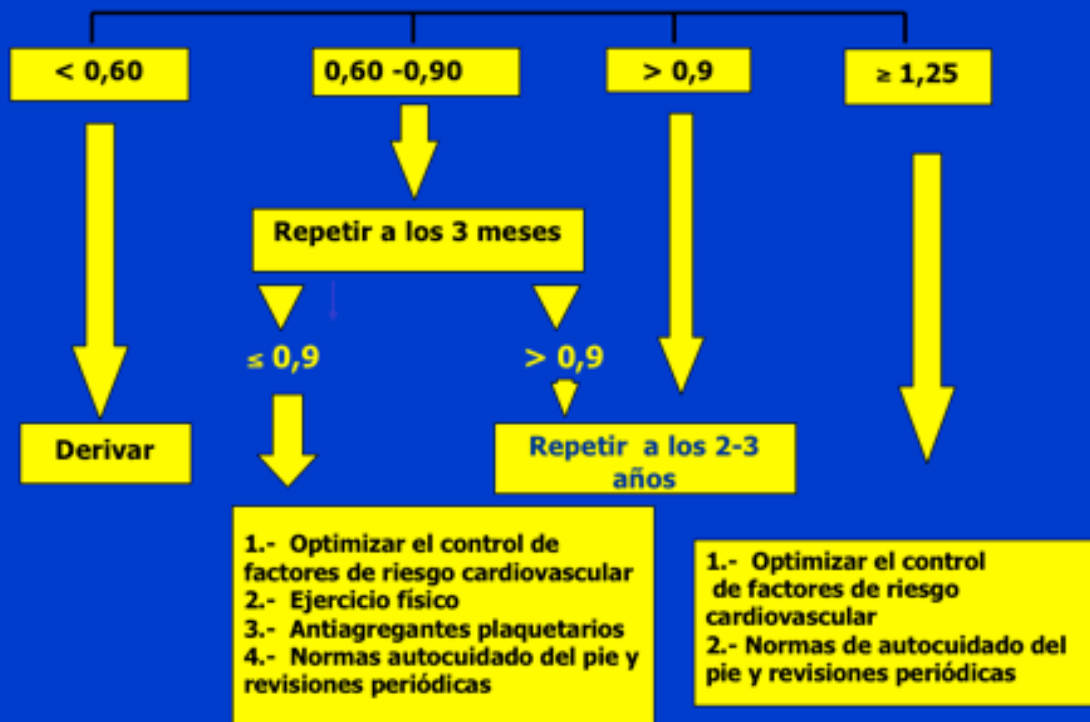 < 0,60
0,60 -0,90
> 0,9
≥ 1,25
Repetir a los 3 meses
≤ 0,9
> 0,9
Derivar
Repetir a los 2-3
años
1.- Optimizar el control de
factores de riesgo cardiovascular
2.- Ejercicio físico
3.- Antiagregantes plaquetarios
4.- Normas autocuidado del pie y
revisiones periódicas
1.- Optimizar el control
de factores de riesgo
cardiovascular
2.- Normas de autocuidado del
pie y revisiones periódicas